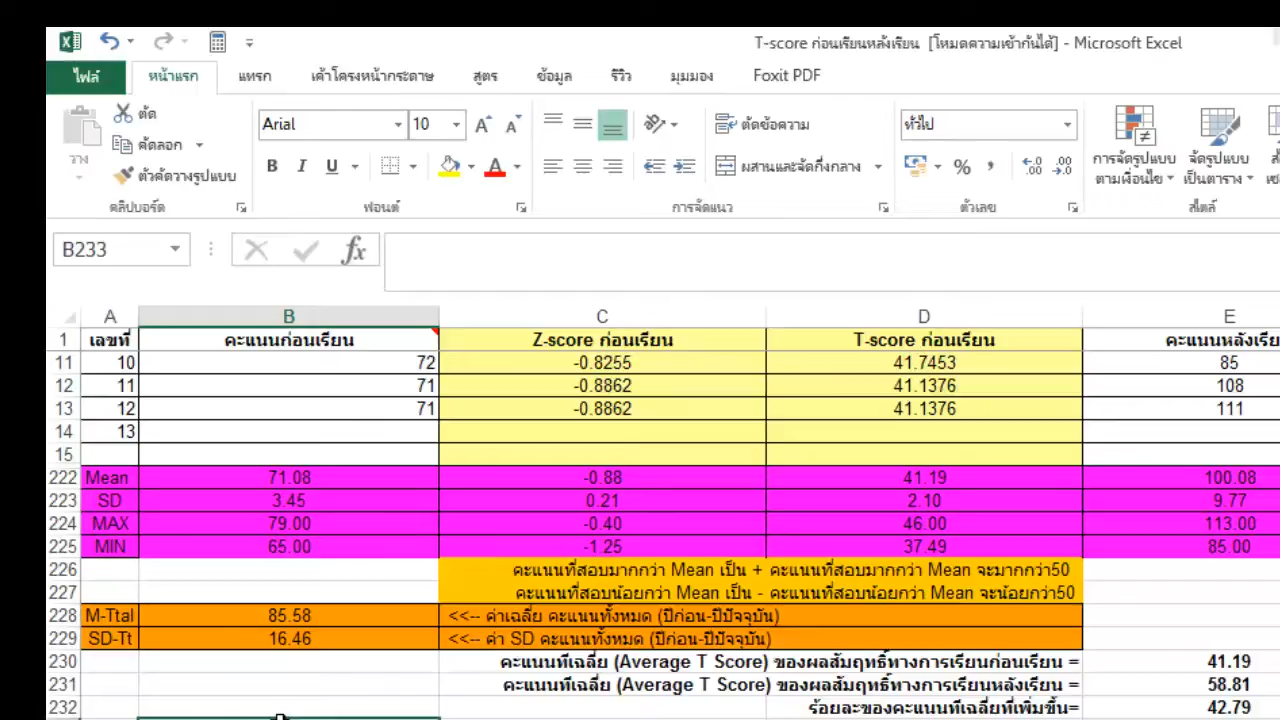 T-score ก่อนเรียนหลังเรียน [โหมดความเข้ากันได้] - Microsoft Excel
ไฟล์ หน้าแรก แทรก เค้าโครงหน้ากระดาษ สูตร ข้อมูล รีวิว มุมมอง Foxit PDF
วาง ตัด คัดลอก ตัวคัดวางรูปแบบ
Arial 10
B I U A
ตัดข้อความ
ผสานและจัดกึ่งกลาง
ทั่วไป
%
การจัดรูปแบบ จัดรูปแบบ
ตามเงื่อนไข เป็นตาราง
คลิปบอร์ด ฟอนต์ การจัดแนว ตัวเลข สไตล์
B233 fx
A B C D E
1 เลขที่ คะแนนก่อนเรียน Z-score ก่อนเรียน T-score ก่อนเรียน คะแนนหลังเรีย
11 10 72 -0.8255 41.7453 85
12 11 71 -0.8862 41.1376 108
13 12 71 -0.8862 41.1376 111
14 13
15
222 Mean 71.08 -0.88 41.19 100.08
223 SD 3.45 0.21 2.10 9.77
224 MAX 79.00 -0.40 46.00 113.00
225 MIN 65.00 -1.25 37.49 85.00
226 คะแนนที่สอบมากกว่า Mean เป็น + คะแนนที่สอบมากกว่า Mean จะมากกว่า50
227 คะแนนที่สอบน้อยกว่า Mean เป็น - คะแนนที่สอบน้อยกว่า Mean จะน้อยกว่า50
228 M-Ttal 85.58 <<-- ค่าเฉลี่ย คะแนนทั้งหมด (ปีก่อน-ปีปัจจุบัน)
229 SD-Tt 16.46 <<-- ค่า SD คะแนนทั้งหมด (ปีก่อน-ปีปัจจุบัน)
230 คะแนนทีเฉลี่ย (Average T Score) ของผลสัมฤทธิ์ทางการเรียนก่อนเรียน = 41.19
231 คะแนนทีเฉลี่ย (Average T Score) ของผลสัมฤทธิ์ทางการเรียนหลังเรียน = 58.81
232 ร้อยละของคะแนนทีเฉลี่ยที่เพิ่มขึ้น= 42.79